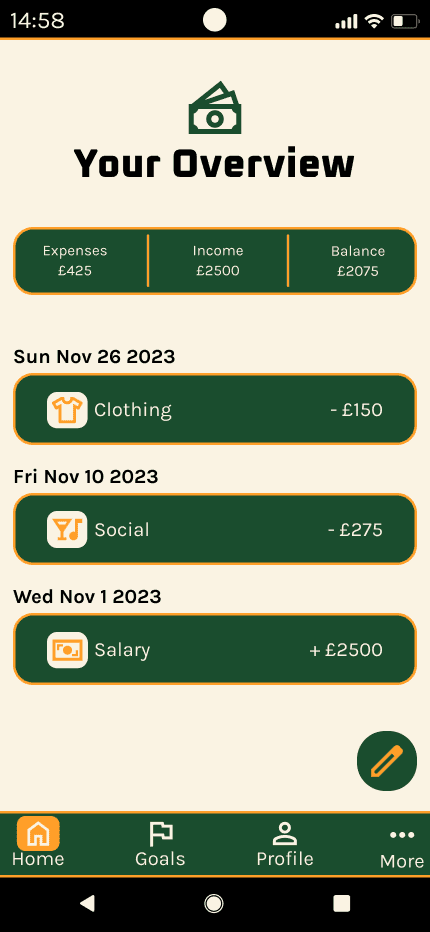 14:58
Your Overview
Expenses Income Balance
£425 £2500 £2075
Sun Nov 26 2023
Clothing - £150
Fri Nov 10 2023
Social - £275
Wed Nov 1 2023
Salary + £2500
Home Goals Profile More